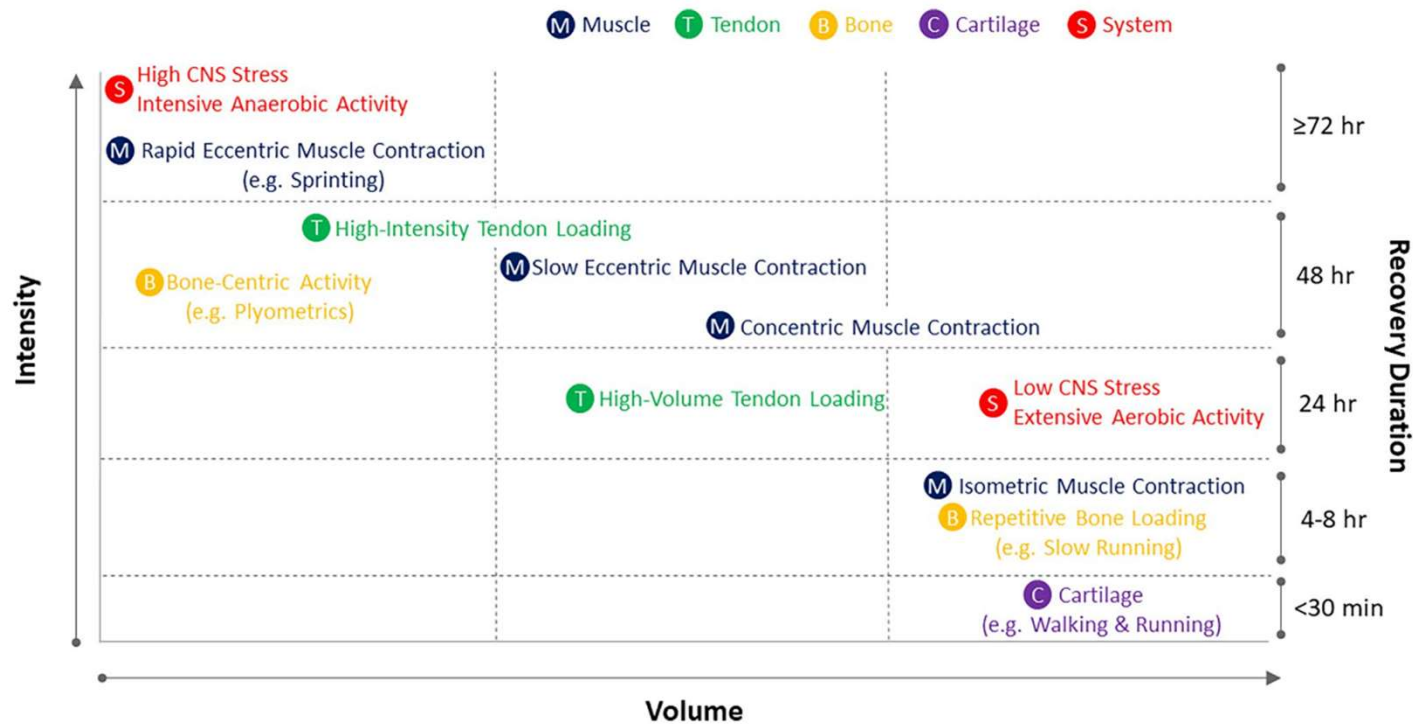 M Muscle T Tendon B Bone C Cartilage S System
S High CNS Stress
Intensive Anaerobic Activity
≥72 hr
M Rapid Eccentric Muscle Contraction
(e.g. Sprinting)
T High-Intensity Tendon Loading
M Slow Eccentric Muscle Contraction
B Bone-Centric Activity
(e.g. Plyometrics)
48 hr
M Concentric Muscle Contraction
Intensity
Recovery Duration
T High-Volume Tendon Loading
S Low CNS Stress
Extensive Aerobic Activity
24 hr
M Isometric Muscle Contraction
B Repetitive Bone Loading
(e.g. Slow Running)
4-8 hr
C Cartilage
(e.g. Walking & Running)
<30 min
Volume